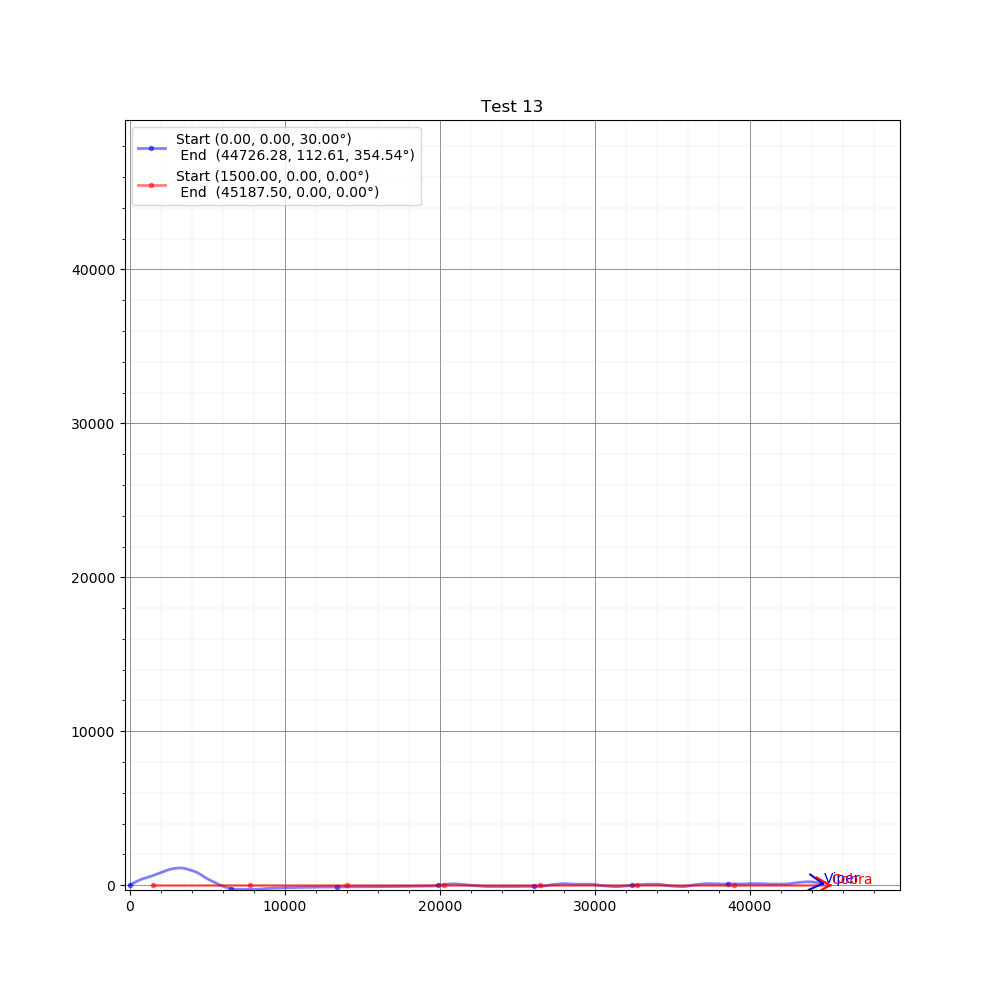 Test 13
Start (0.00, 0.00, 30.00°)
End (44726.28, 112.61, 354.54°)
Start (1500.00, 0.00, 0.00°)
End (45187.50, 0.00, 0.00°)
40000
30000
20000
10000
0
Viper
Cobra
0 10000 20000 30000 40000